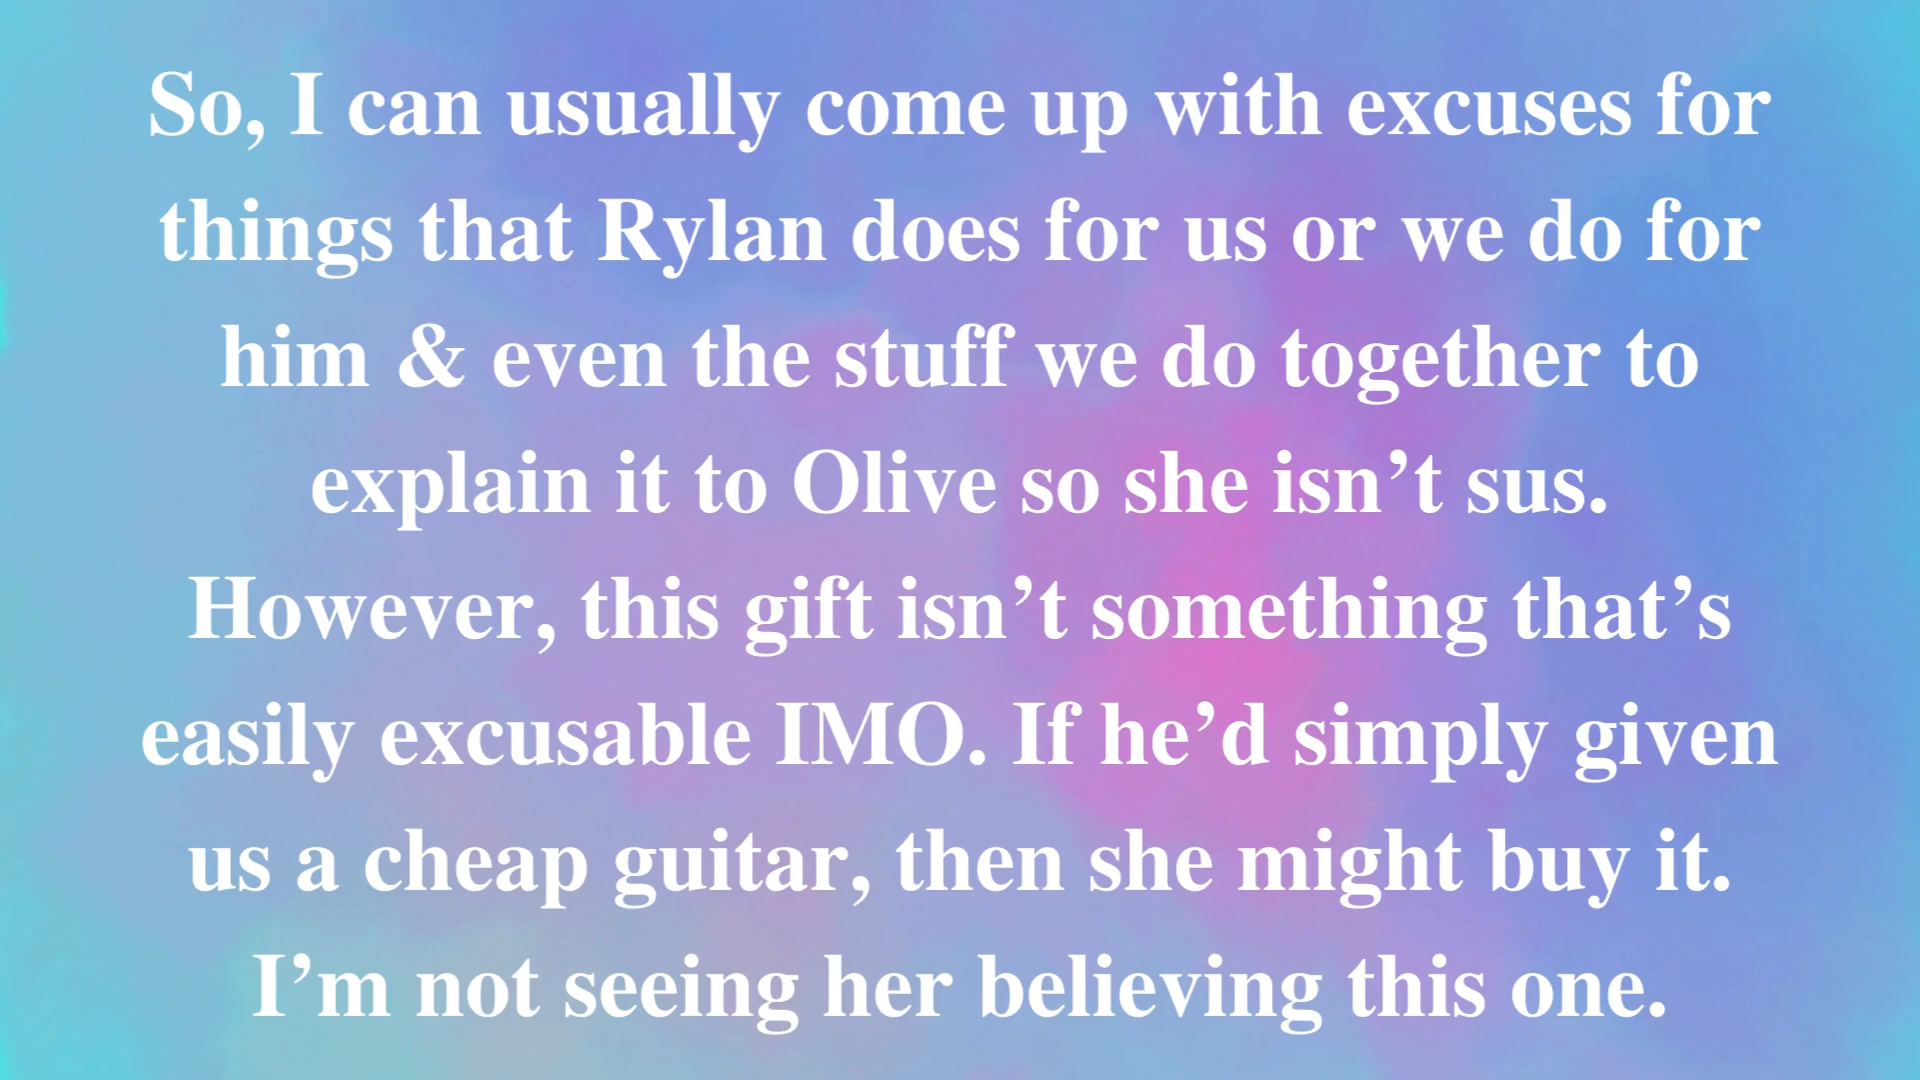 So, I can usually come up with excuses for
things that Rylan does for us or we do for
him & even the stuff we do together to
explain it to Olive so she isn’t sus.
However, this gift isn’t something that’s
easily excusable IMO. If he’d simply given
us a cheap guitar, then she might buy it.
I’m not seeing her believing this one.